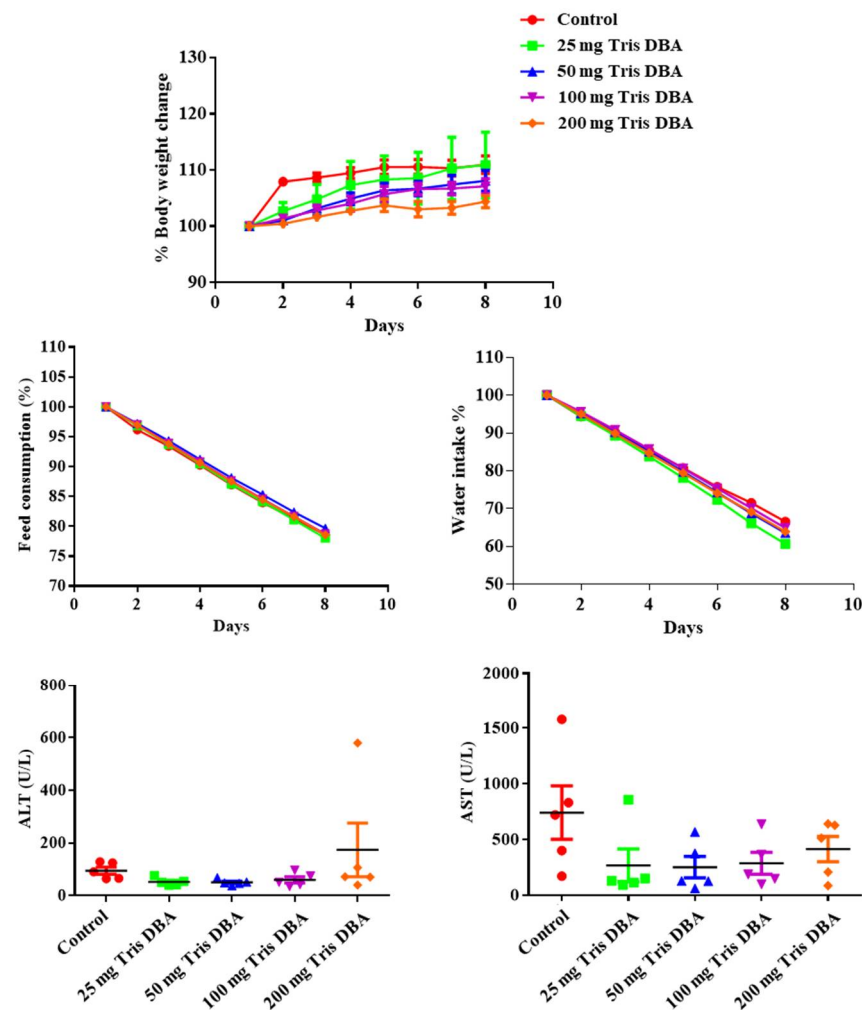 Control
25 mg Tris DBA
50 mg Tris DBA
100 mg Tris DBA
200 mg Tris DBA
% Body weight change
130
120
110
100
90
0 2 4 6 8 10
Days
Feed consumption (%)
110
105
100
95
90
85
80
75
70
0 2 4 6 8 10
Days
Water intake %
110
100
90
80
70
60
50
0 2 4 6 8 10
Days
ALT (U/L)
800
600
400
200
0
Control
25 mg Tris DBA
50 mg Tris DBA
100 mg Tris DBA
200 mg Tris DBA
AST (U/L)
2000
1500
1000
500
0
Control
25 mg Tris DBA
50 mg Tris DBA
100 mg Tris DBA
200 mg Tris DBA